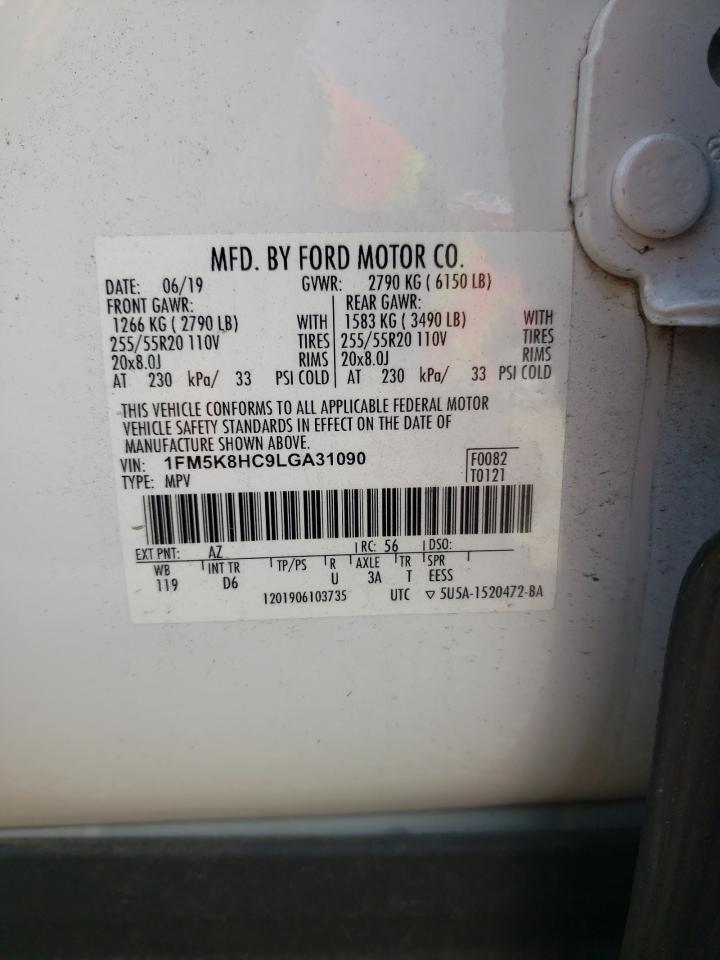 MFD. BY FORD MOTOR CO.
DATE: 06/19 GVWR: 2790 KG ( 6150 LB)
FRONT GAWR: REAR GAWR:
1266 KG ( 2790 LB) WITH 1583 KG ( 3490 LB) WITH
255/55R20 110V TIRES 255/55R20 110V TIRES
20x8.0J RIMS 20x8.0J RIMS
AT 230 kPa/ 33 PSI COLD AT 230 kPa/ 33 PSI COLD
THIS VEHICLE CONFORMS TO ALL APPLICABLE FEDERAL MOTOR
VEHICLE SAFETY STANDARDS IN EFFECT ON THE DATE OF
MANUFACTURE SHOWN ABOVE.
VIN: 1FM5K8HC9LGA31090 F0082
TYPE: MPV T0121
EXT PNT: AZ RC: 56 DSO:
WB INT TR TP/PS R AXLE TR SPR
119 D6 U 3A T EESS
1201906103735 UTC ▽ 5U5A-1520472-BA